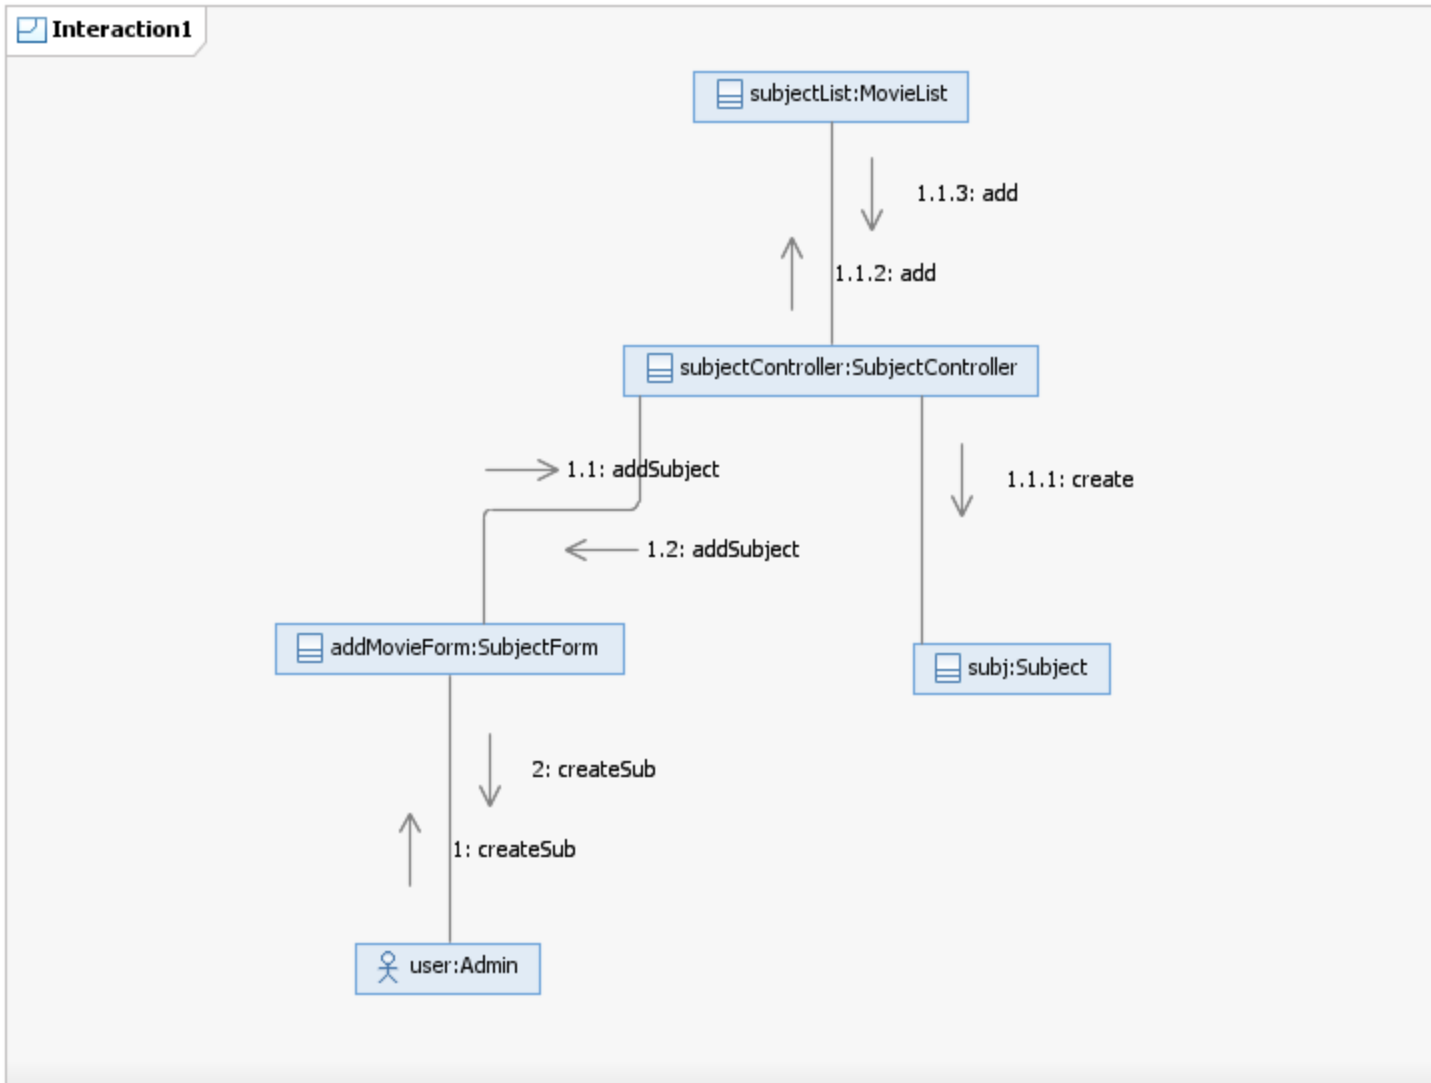 Interaction1
subjectList:MovieList
1.1.3: add
1.1.2: add
subjectController:SubjectController
1.1: addSubject
1.1.1: create
1.2: addSubject
addMovieForm:SubjectForm
subj:Subject
2: createSub
1: createSub
user:Admin